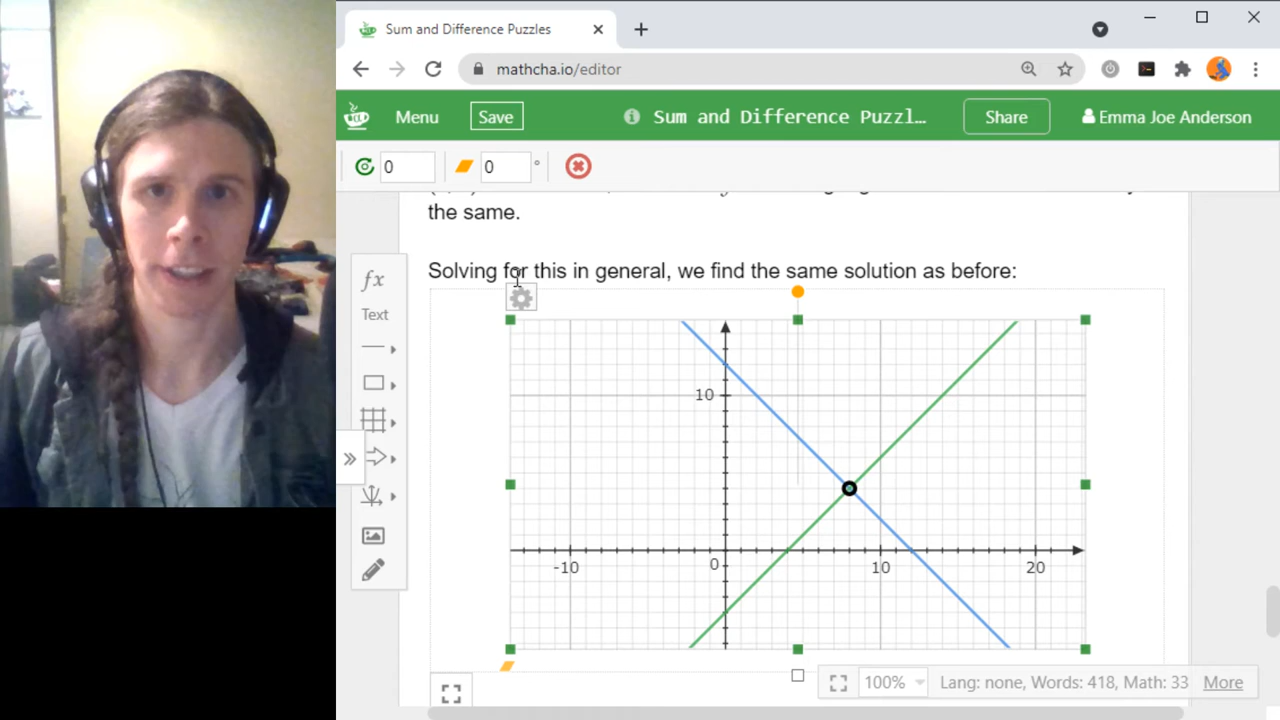 Sum and Difference Puzzles
mathcha.io/editor
Menu
Save
Sum and Difference Puzzl...
Share
Emma Joe Anderson
0
0
°
the same.
Solving for this in general, we find the same solution as before:
fx
Text
10
-10
0
10
20
100%
Lang: none, Words: 418, Math: 33
More